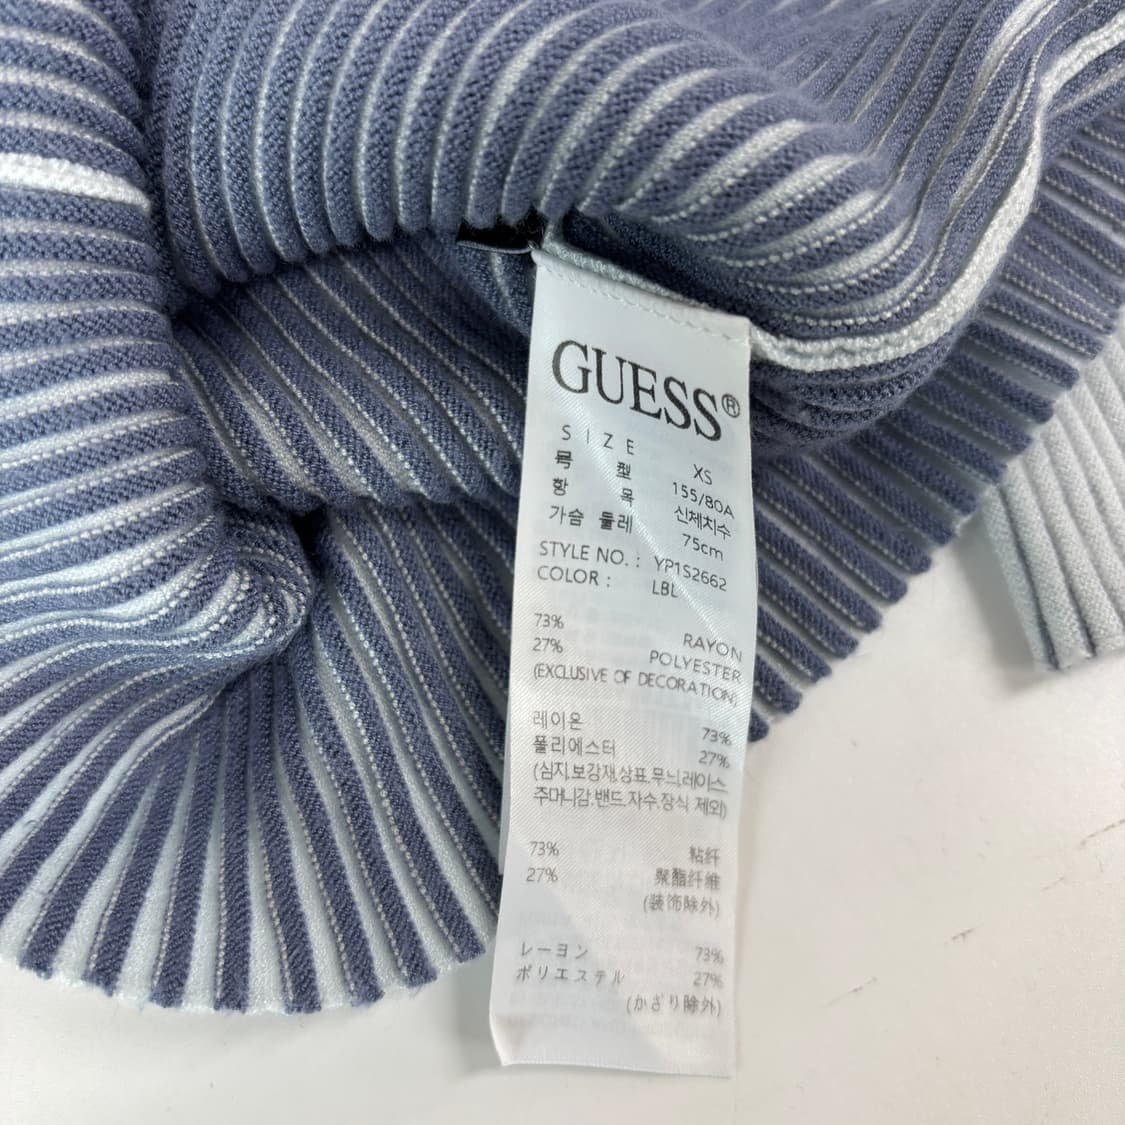 GUESS®
SIZE XS
号 型 155/80A
항 목 신체치수
가슴 둘레 75cm
STYLE NO. : YP1S2662
COLOR : LBL
73% RAYON
27% POLYESTER
(EXCLUSIVE OF DECORATION)
레이온 73%
폴리에스터 27%
(심지,보강재,상표,무늬,레이스
주머니감,밴드,자수,장식 제외)
73% 粘纤
27% 聚酯纤维
(装饰除外)
レーヨン 73%
ポリエステル 27%
(かざり除外)